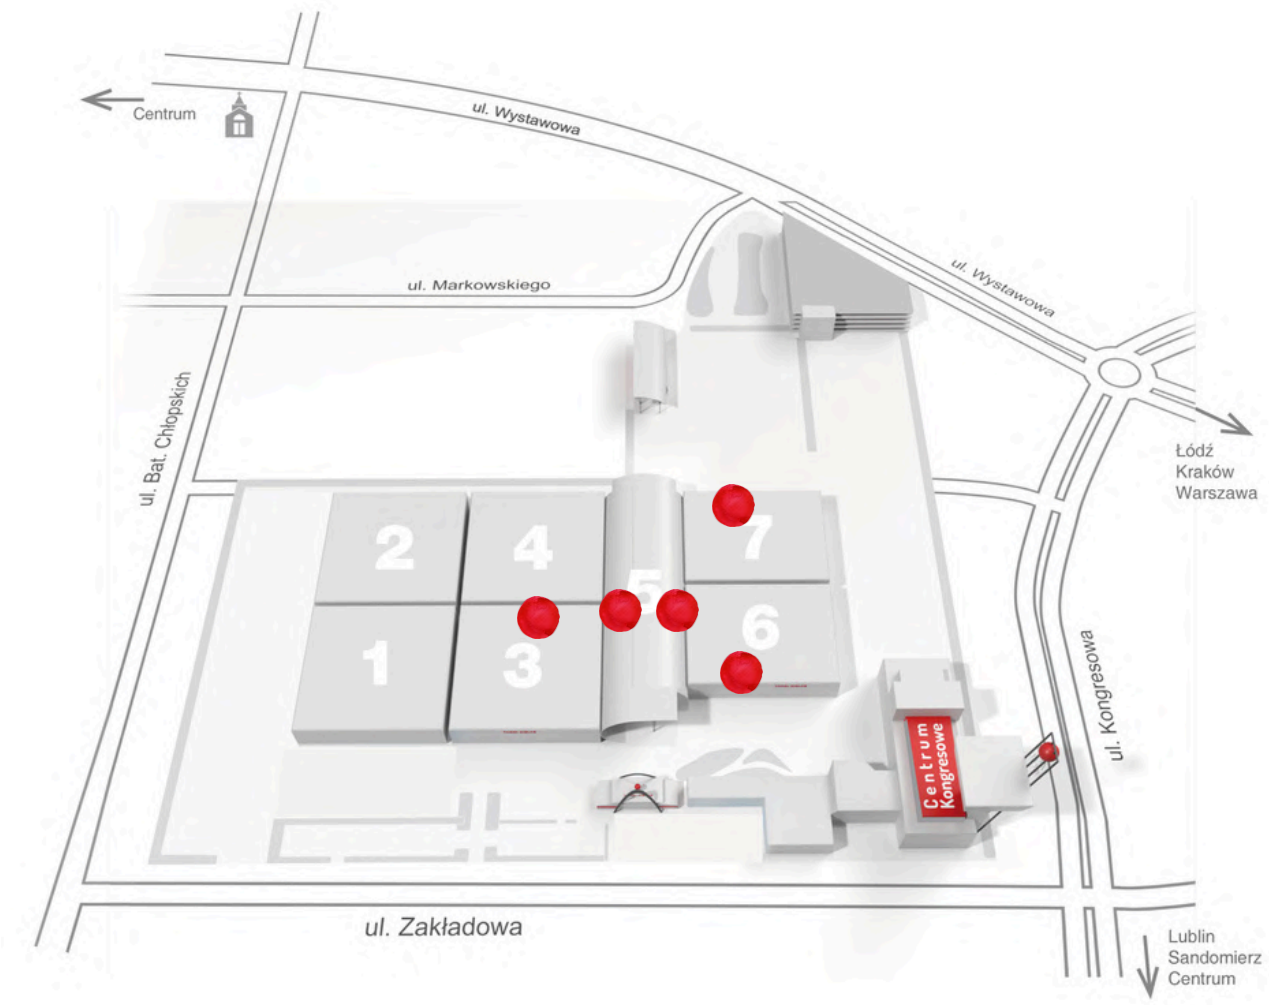 ul. Wystawowa
Centrum
ul. Wystawowa
ul. Markowskiego
ul. Bat. Chłopskich
Łódź
Kraków
Warszawa
2
4
5
7
1
3
6
ul. Kongresowa
Centrum
Kongresowe
ul. Zakładowa
Lublin
Sandomierz
Centrum